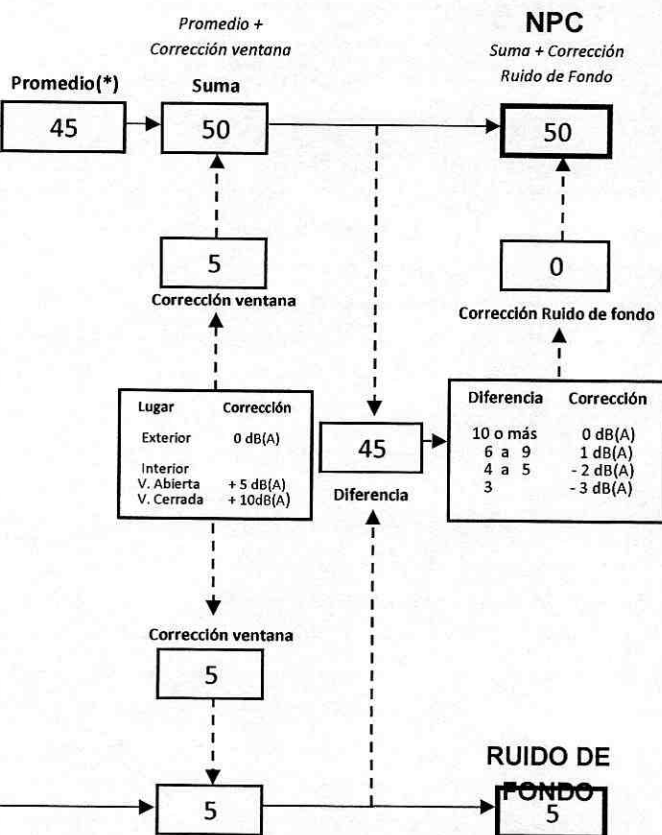 Promedio +
Corrección ventana
NPC
Suma + Corrección
Ruido de Fondo
Promedio(*)
Suma
45
50
50
5
0
Corrección ventana
Corrección Ruido de fondo
Lugar Corrección
Exterior 0 dB(A)
Interior
V. Abierta + 5 dB(A)
V. Cerrada + 10dB(A)
45
Diferencia
Diferencia Corrección
10 o más 0 dB(A)
6 a 9 1 dB(A)
4 a 5 - 2 dB(A)
3 - 3 dB(A)
Corrección ventana
5
RUIDO DE
FONDO
5
5